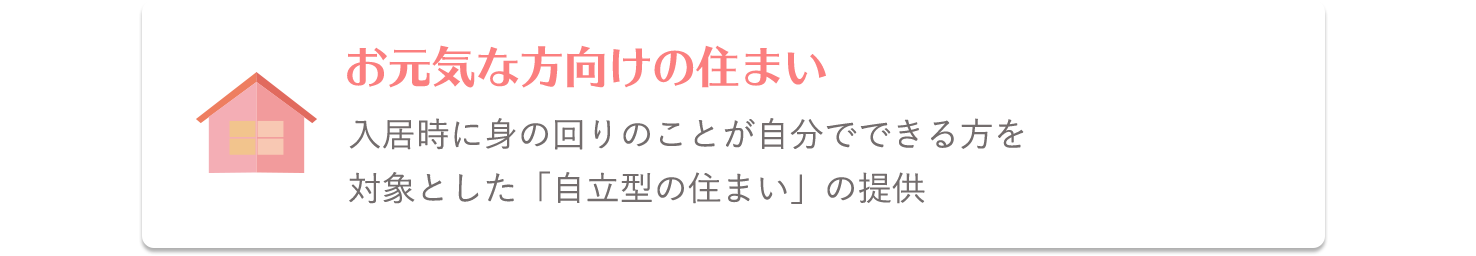 お元気な方向けの住まい
入居時に身の回りのことが自分でできる方を
対象とした「自立型の住まい」の提供